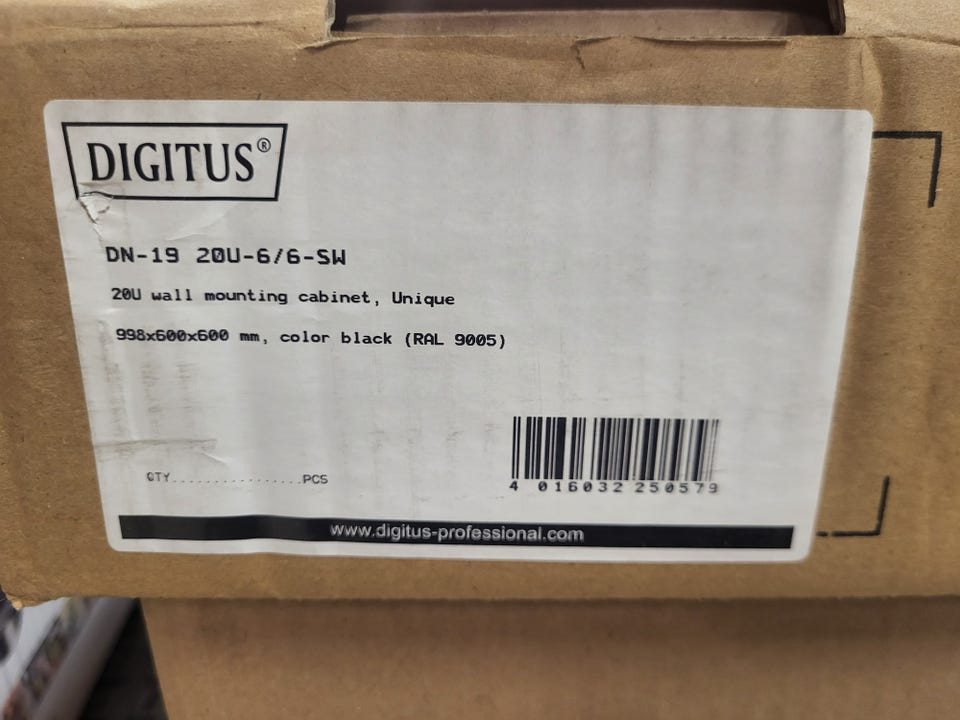 DIGITUS®
DN-19 20U-6/6-SW
20U wall mounting cabinet, Unique
998x600x600 mm, color black (RAL 9005)
QTY.................PCS
4 016032 250579
www.digitus-professional.com